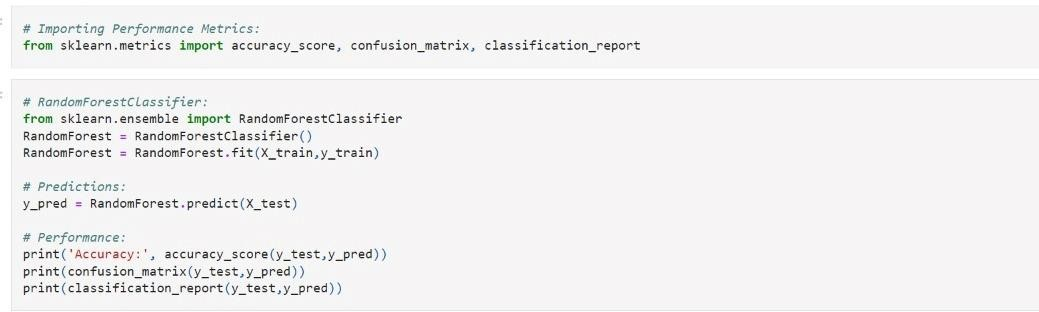 # Importing Performance Metrics:
from sklearn.metrics import accuracy_score, confusion_matrix, classification_report
# RandomForestClassifier:
from sklearn.ensemble import RandomForestClassifier
RandomForest = RandomForestClassifier()
RandomForest = RandomForest.fit(X_train,y_train)
# Predictions:
y_pred = RandomForest.predict(X_test)
# Performance:
print('Accuracy:', accuracy_score(y_test,y_pred))
print(confusion_matrix(y_test,y_pred))
print(classification_report(y_test,y_pred))